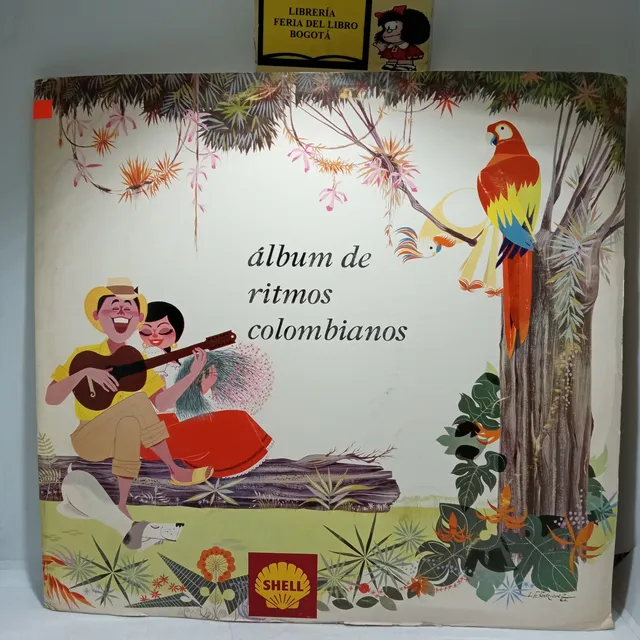 LIBRERÍA
FERIA DEL LIBRO
BOGOTÁ
álbum de
ritmos
colombianos
SHELL